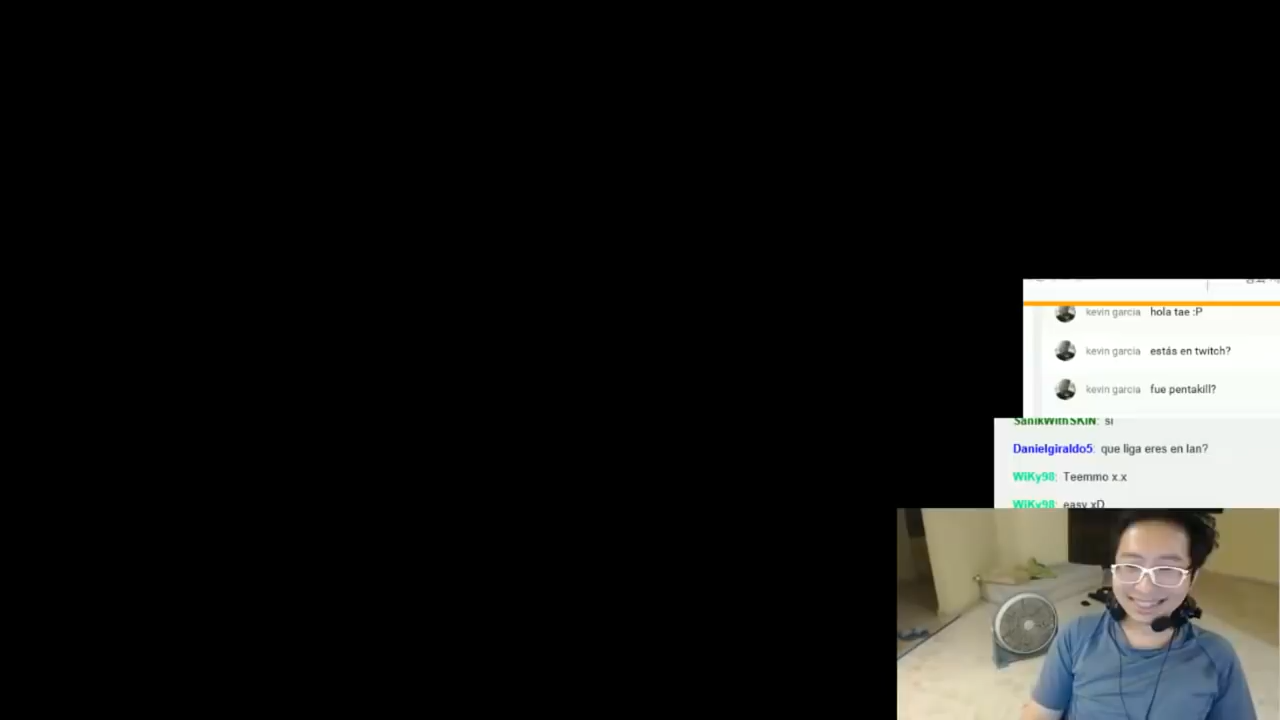 kevin garcia hola tae :P
kevin garcia estás en twitch?
kevin garcia fue pentakill?
SanikWithSKIN: si
Danielgiraldo5: que liga eres en lan?
WiKy98: Teemmo x.x
WiKy98: easy xD